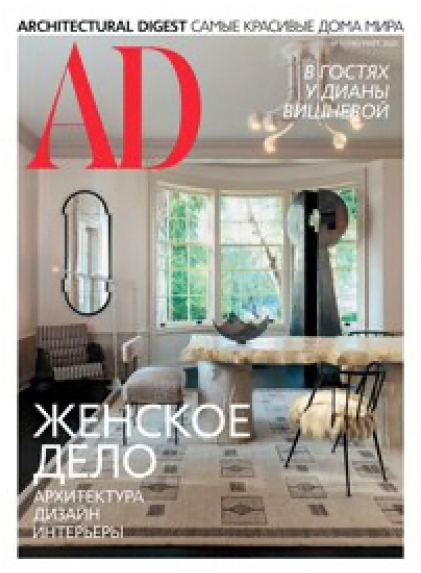 ARCHITECTURAL DIGEST САМЫЕ КРАСИВЫЕ ДОМА МИРА
AD
В ГОСТЯХ
У ДИАНЫ
ВИШНЕВОЙ
ЖЕНСКОЕ
ДЕЛО
АРХИТЕКТУРА
ДИЗАЙН
ИНТЕРЬЕРЫ